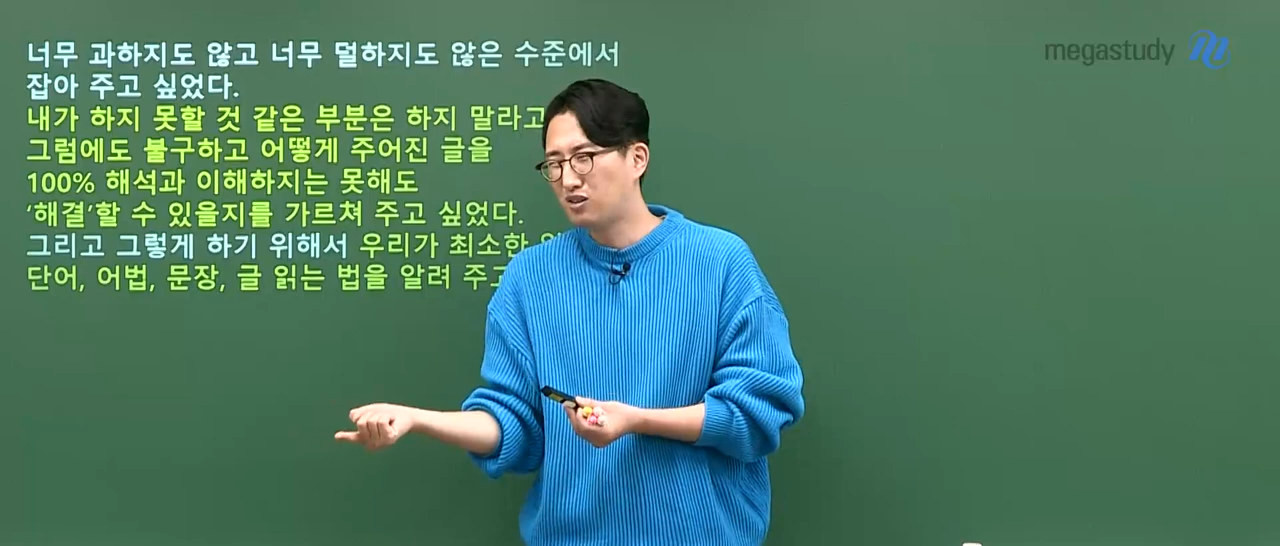 너무 과하지도 않고 너무 덜하지도 않은 수준에서
잡아 주고 싶었다.
내가 하지 못할 것 같은 부분은 하지 말라고
그럼에도 불구하고 어떻게 주어진 글을
100% 해석과 이해하지는 못해도
‘해결’할 수 있을지를 가르쳐 주고 싶었다.
그리고 그렇게 하기 위해서 우리가 최소한
단어, 어법, 문장, 글 읽는 법을 알려 주고
megastudy